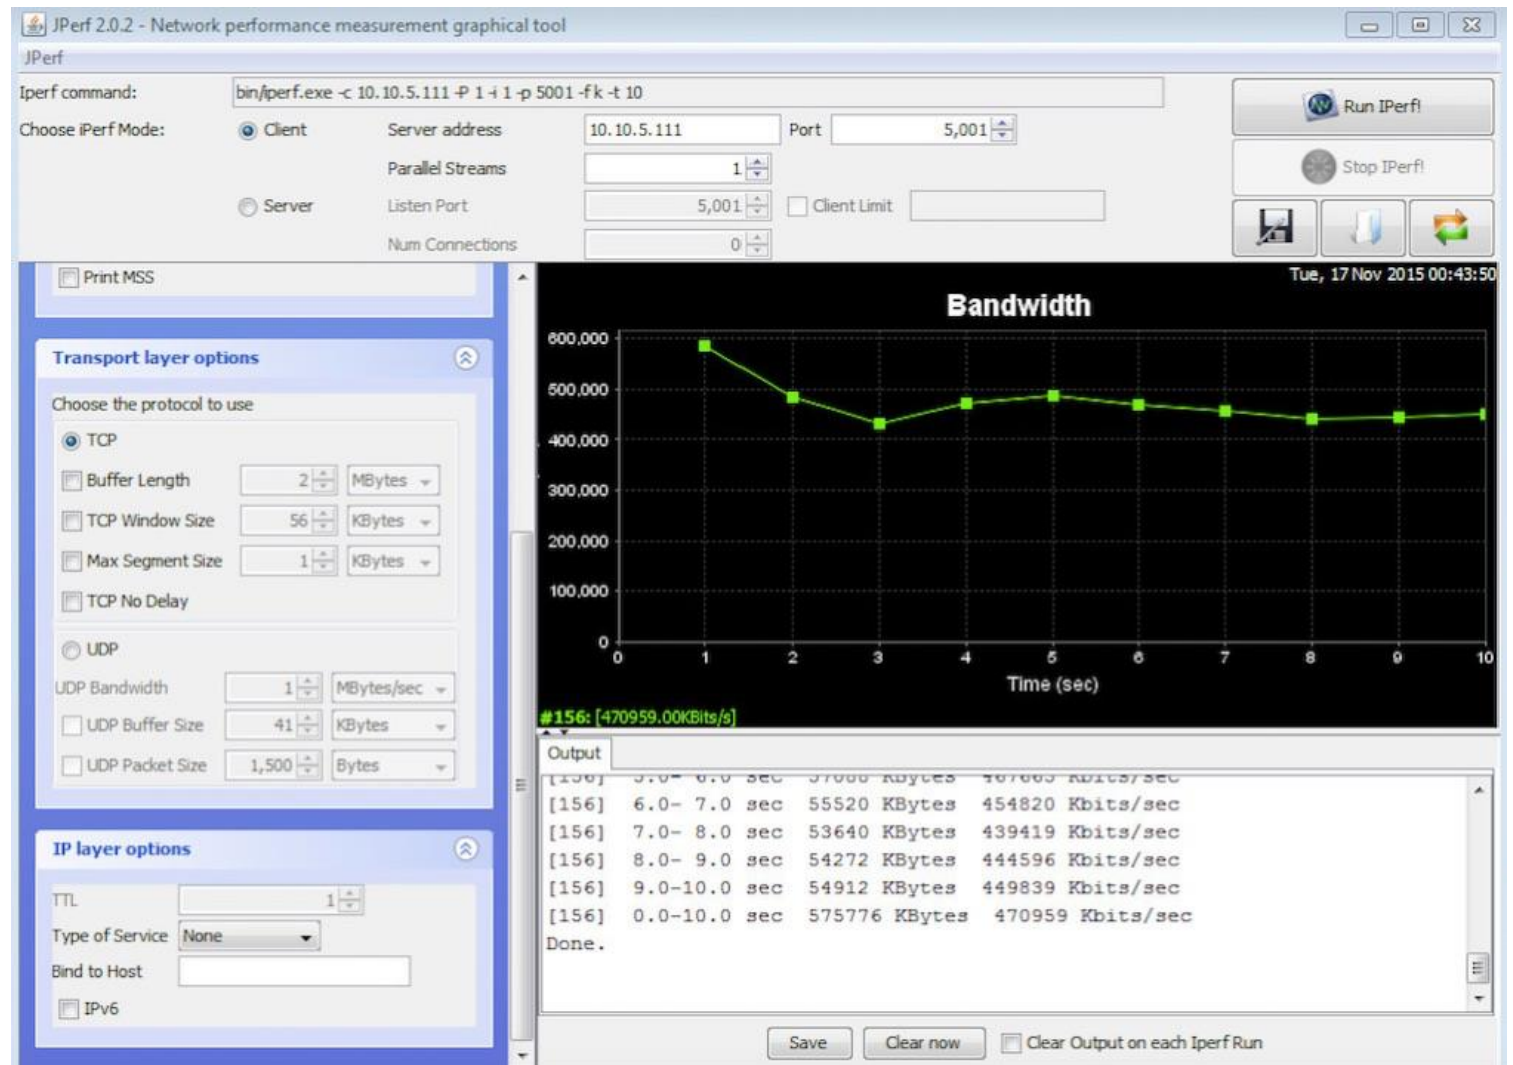 JPerf 2.0.2 - Network performance measurement graphical tool
JPerf
Iperf command: bin/iperf.exe -c 10.10.5.111 -P 1 -i 1 -p 5001 -f k -t 10
Run IPerf!
Choose iPerf Mode: Client Server address 10.10.5.111 Port 5,001
Parallel Streams 1
Stop IPerf!
Server Listen Port 5,001 Client Limit
Num Connections 0
Print MSS
Transport layer options
Choose the protocol to use
TCP
Buffer Length 2 MBytes
TCP Window Size 56 KBytes
Max Segment Size 1 KBytes
TCP No Delay
UDP
UDP Bandwidth 1 MBytes/sec
UDP Buffer Size 41 KBytes
UDP Packet Size 1,500 Bytes
IP layer options
TTL 1
Type of Service None
Bind to Host
IPv6
Tue, 17 Nov 2015 00:43:50
Bandwidth
600,000
500,000
400,000
300,000
200,000
100,000
0
0 1 2 3 4 5 6 7 8 9 10
Time (sec)
#156: [470959.00KBits/s]
Output
[156] 5.0- 6.0 sec KBytes Kbits/sec
[156] 6.0- 7.0 sec 55520 KBytes 454820 Kbits/sec
[156] 7.0- 8.0 sec 53640 KBytes 439419 Kbits/sec
[156] 8.0- 9.0 sec 54272 KBytes 444596 Kbits/sec
[156] 9.0-10.0 sec 54912 KBytes 449839 Kbits/sec
[156] 0.0-10.0 sec 575776 KBytes 470959 Kbits/sec
Done.
Save Clear now Clear Output on each Iperf Run